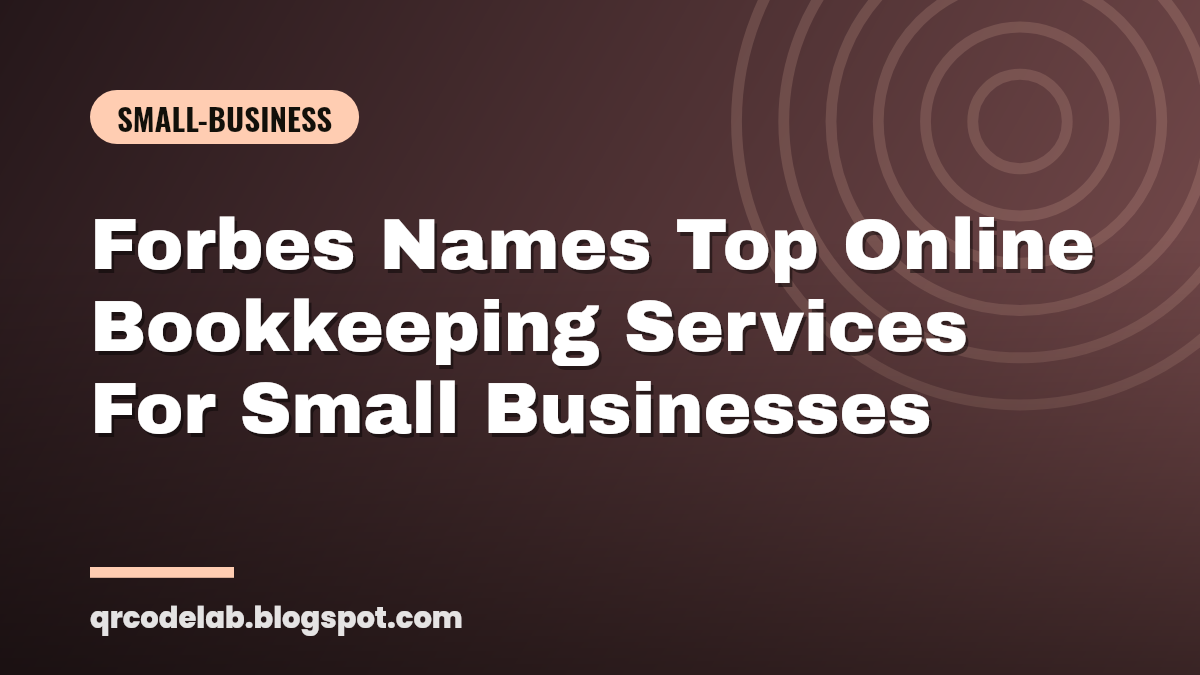 SMALL-BUSINESS
Forbes Names Top Online
Bookkeeping Services
For Small Businesses
qrcodelab.blogspot.com